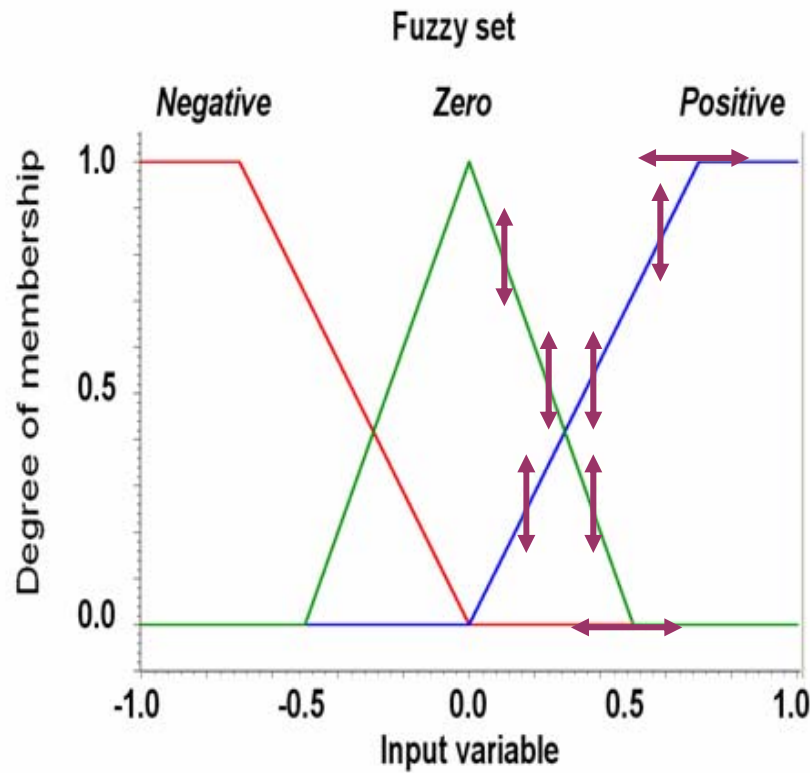 Fuzzy set
Negative Zero Positive
Degree of membership
1.0
0.5
0.0
-1.0 -0.5 0.0 0.5 1.0
Input variable